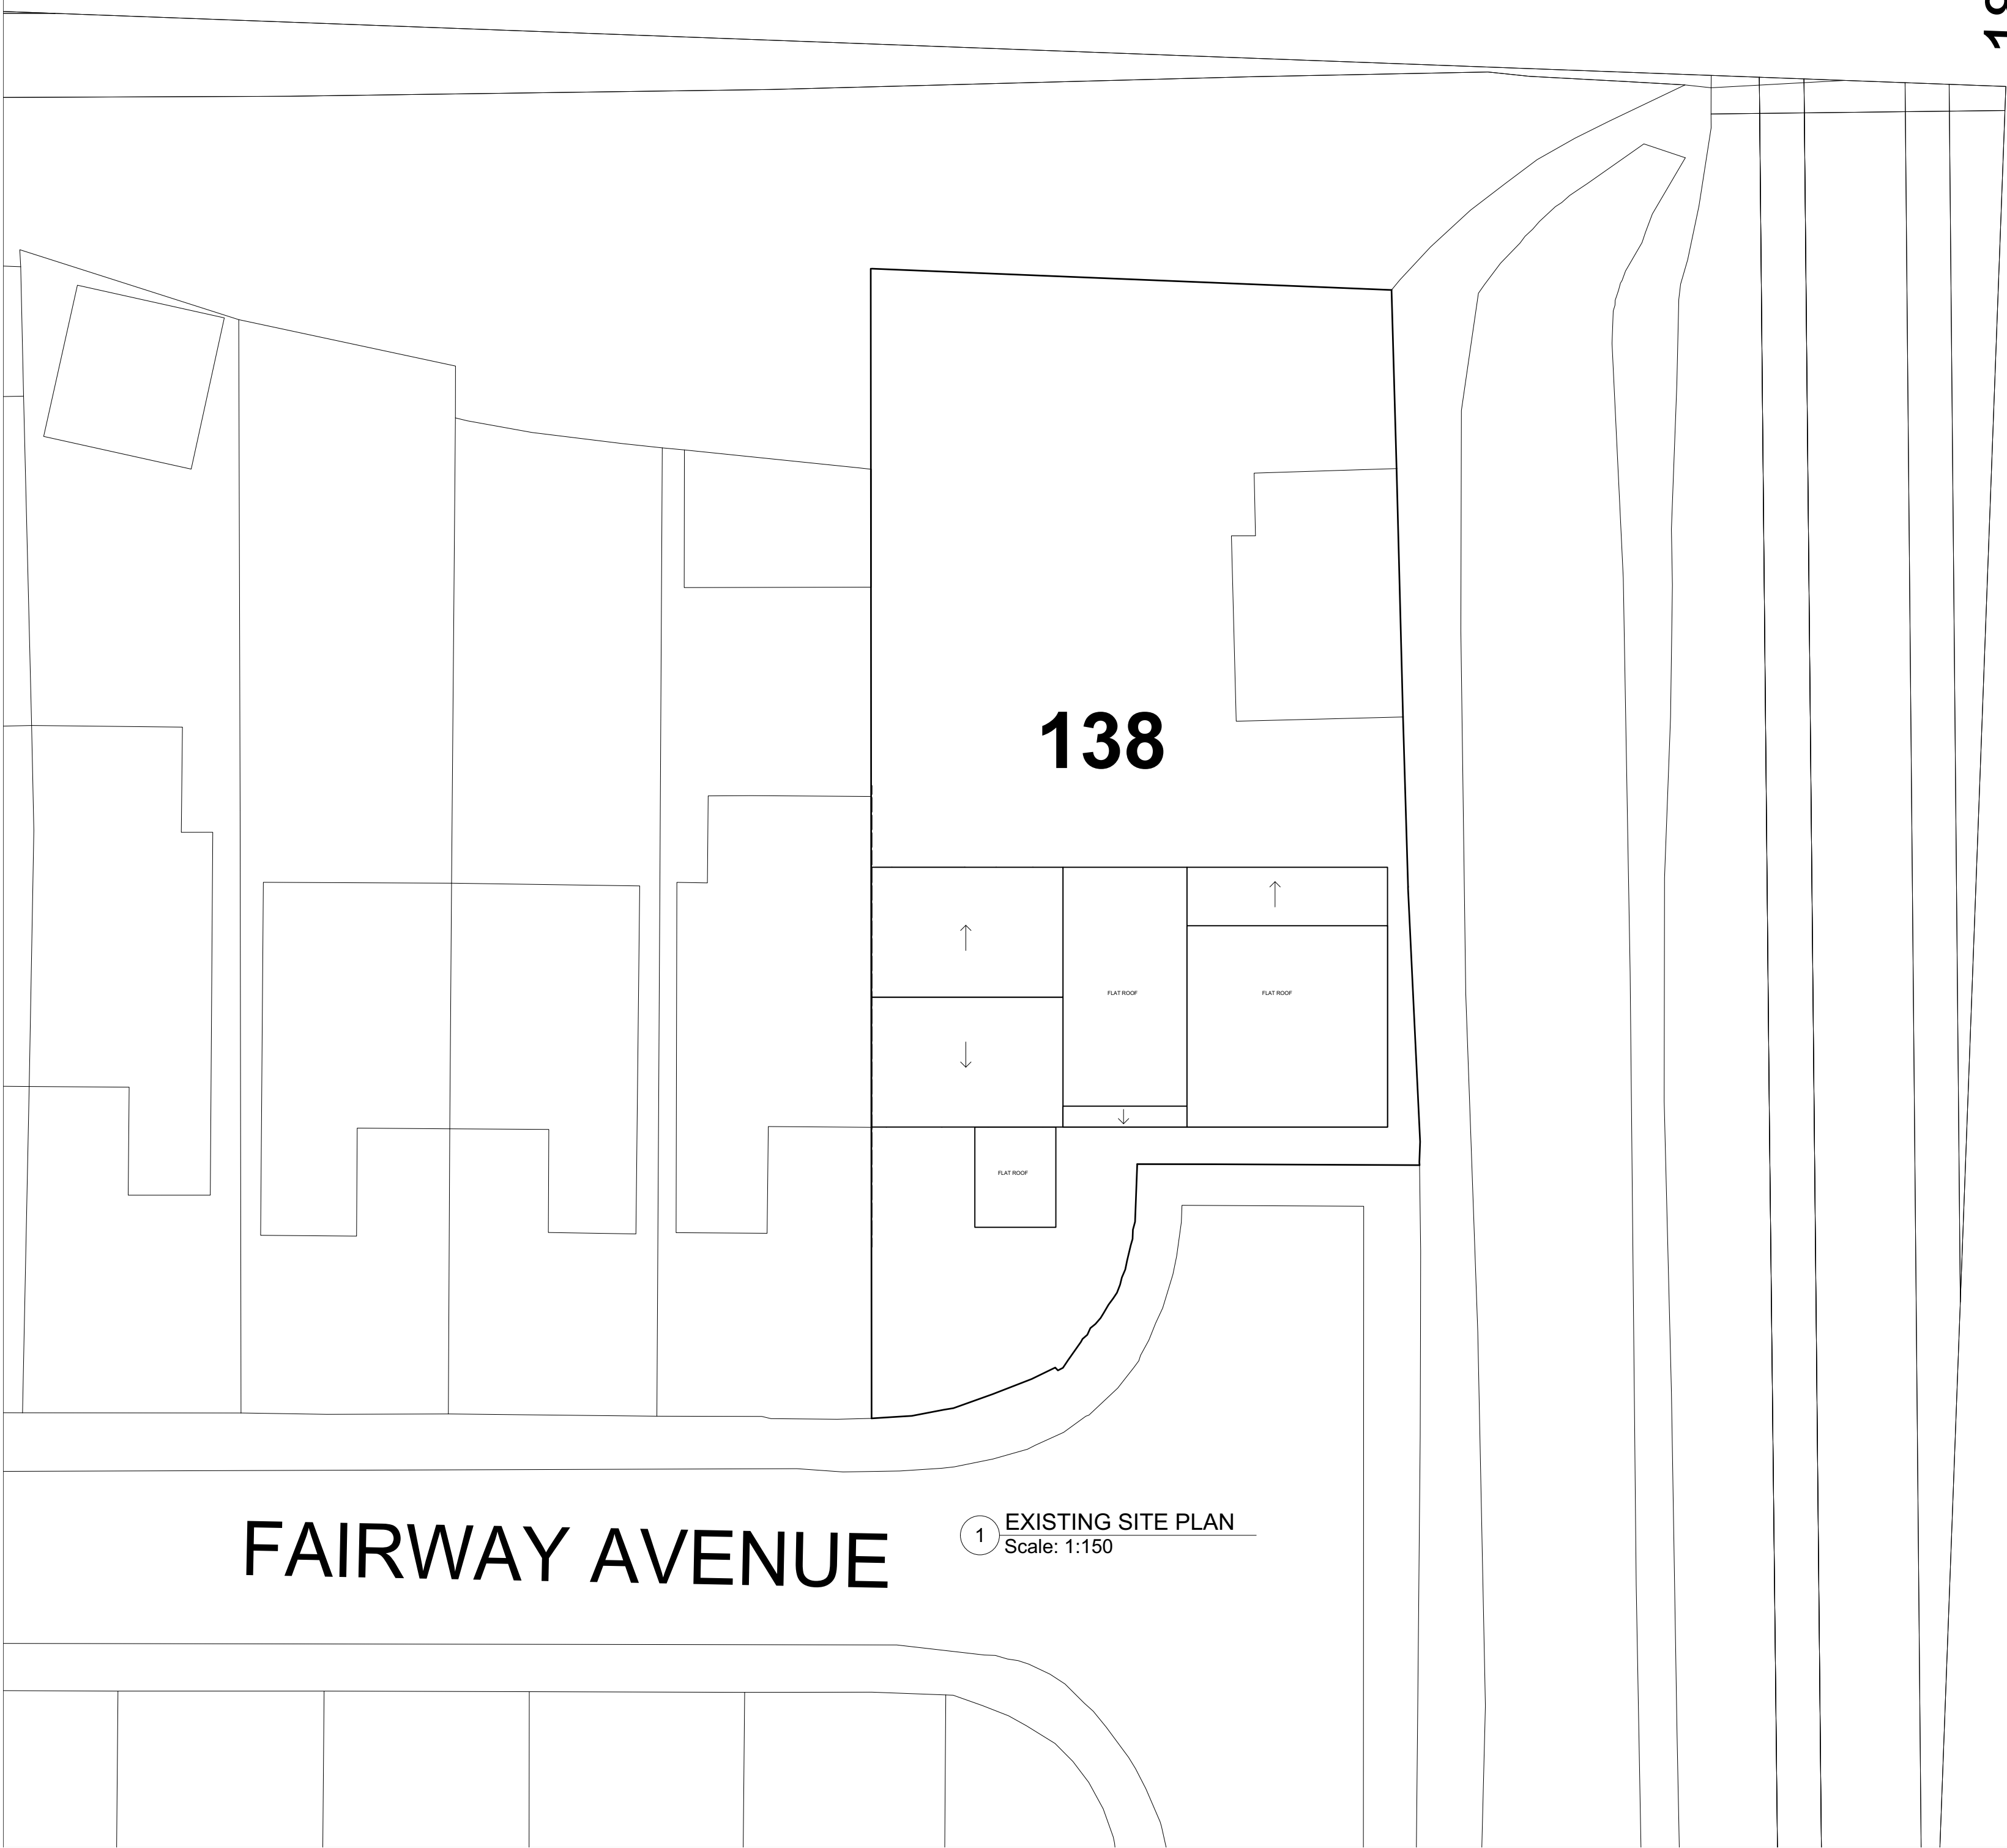 138
FLAT ROOF
FLAT ROOF
FLAT ROOF
FAIRWAY AVENUE
1
EXISTING SITE PLAN
Scale: 1:150